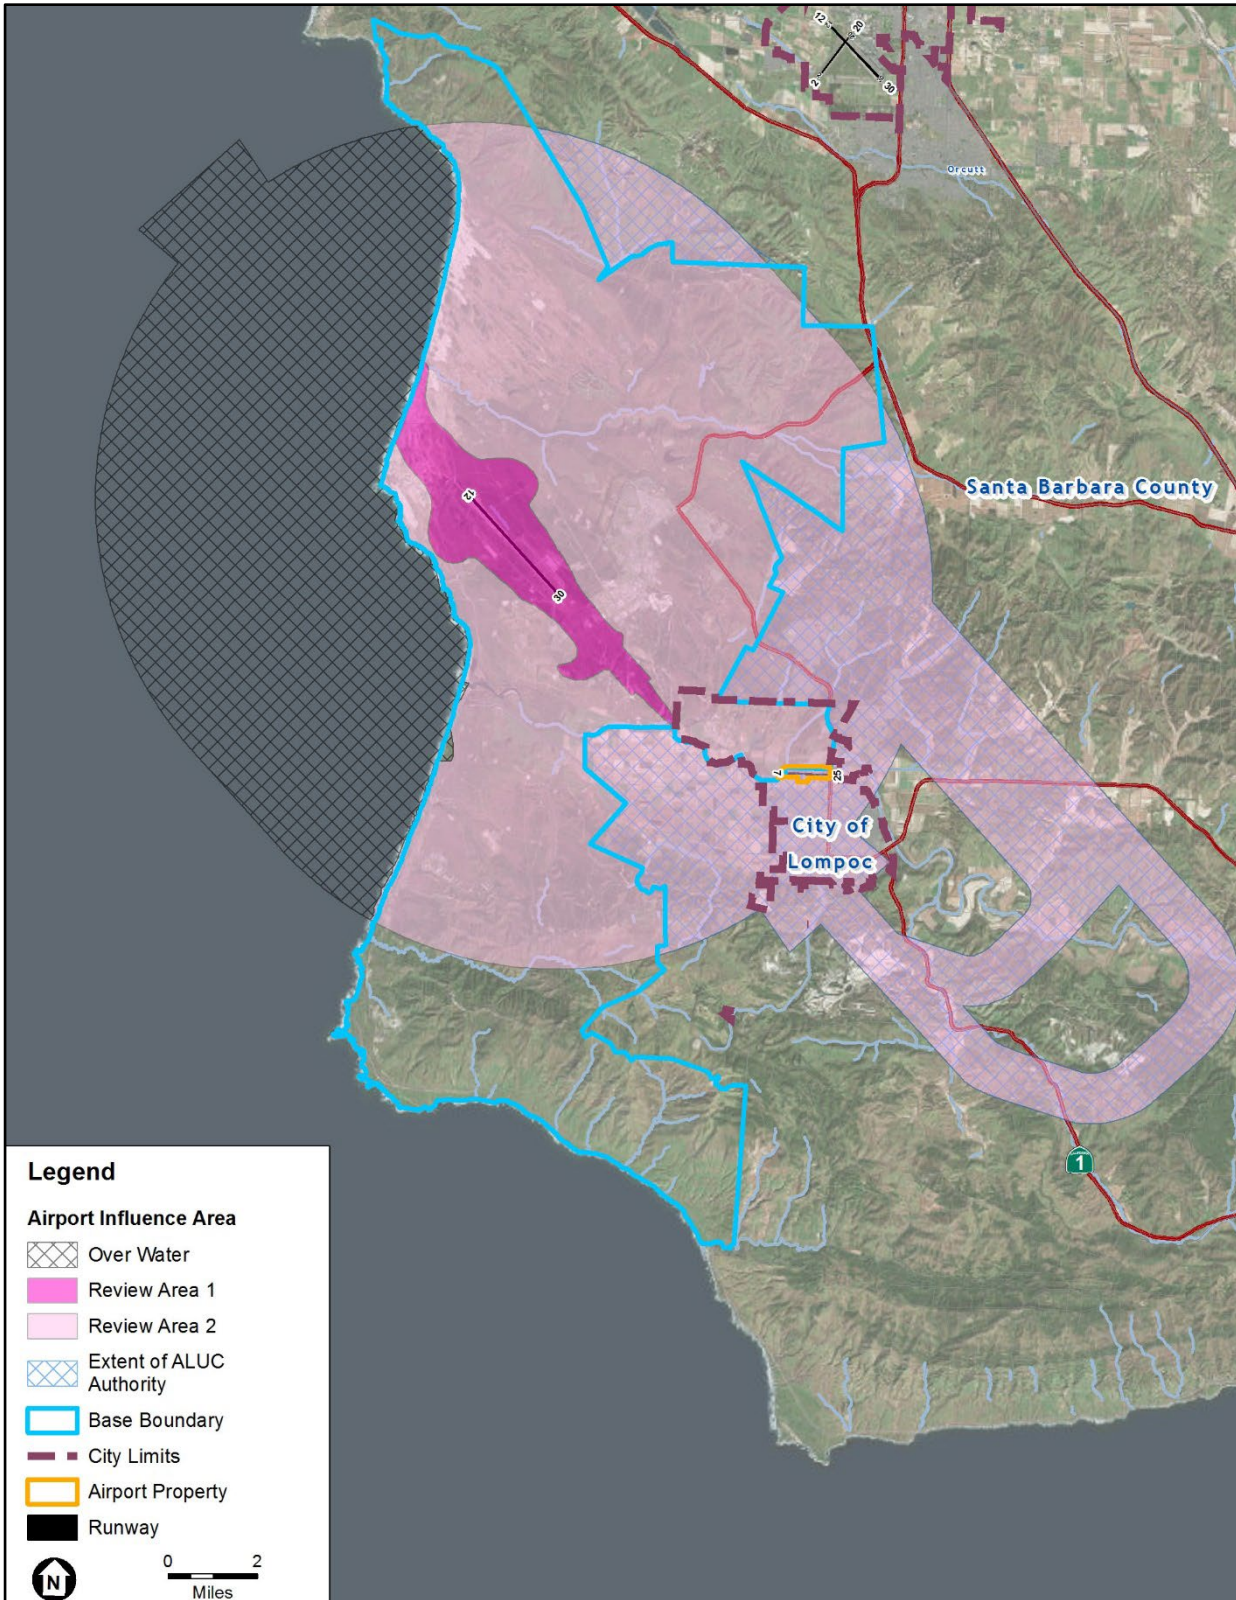 12
20
2
30
Orcutt
Santa Barbara County
12
30
7
25
City of
Lompoc
1
Legend
Airport Influence Area
Over Water
Review Area 1
Review Area 2
Extent of ALUC
Authority
Base Boundary
City Limits
Airport Property
Runway
N
0 2
Miles